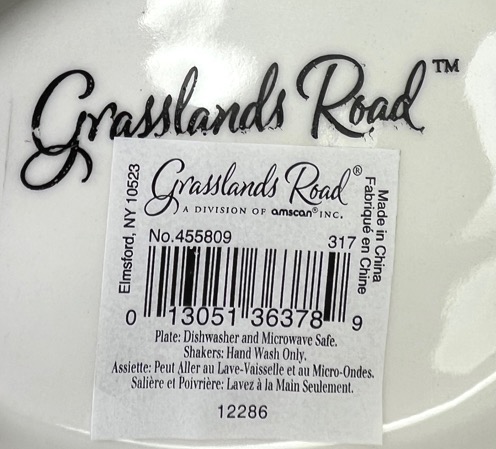 Grasslands Road™
Grasslands Road®
A DIVISION OF amscan® INC.
Elmsford, NY 10523
Made in China
Fabriqué en Chine
No.455809 317
0 13051 36378 9
Plate: Dishwasher and Microwave Safe.
Shakers: Hand Wash Only.
Assiette: Peut Aller au Lave-Vaisselle et au Micro-Ondes.
Salière et Poivrière: Lavez à la Main Seulement.
12286